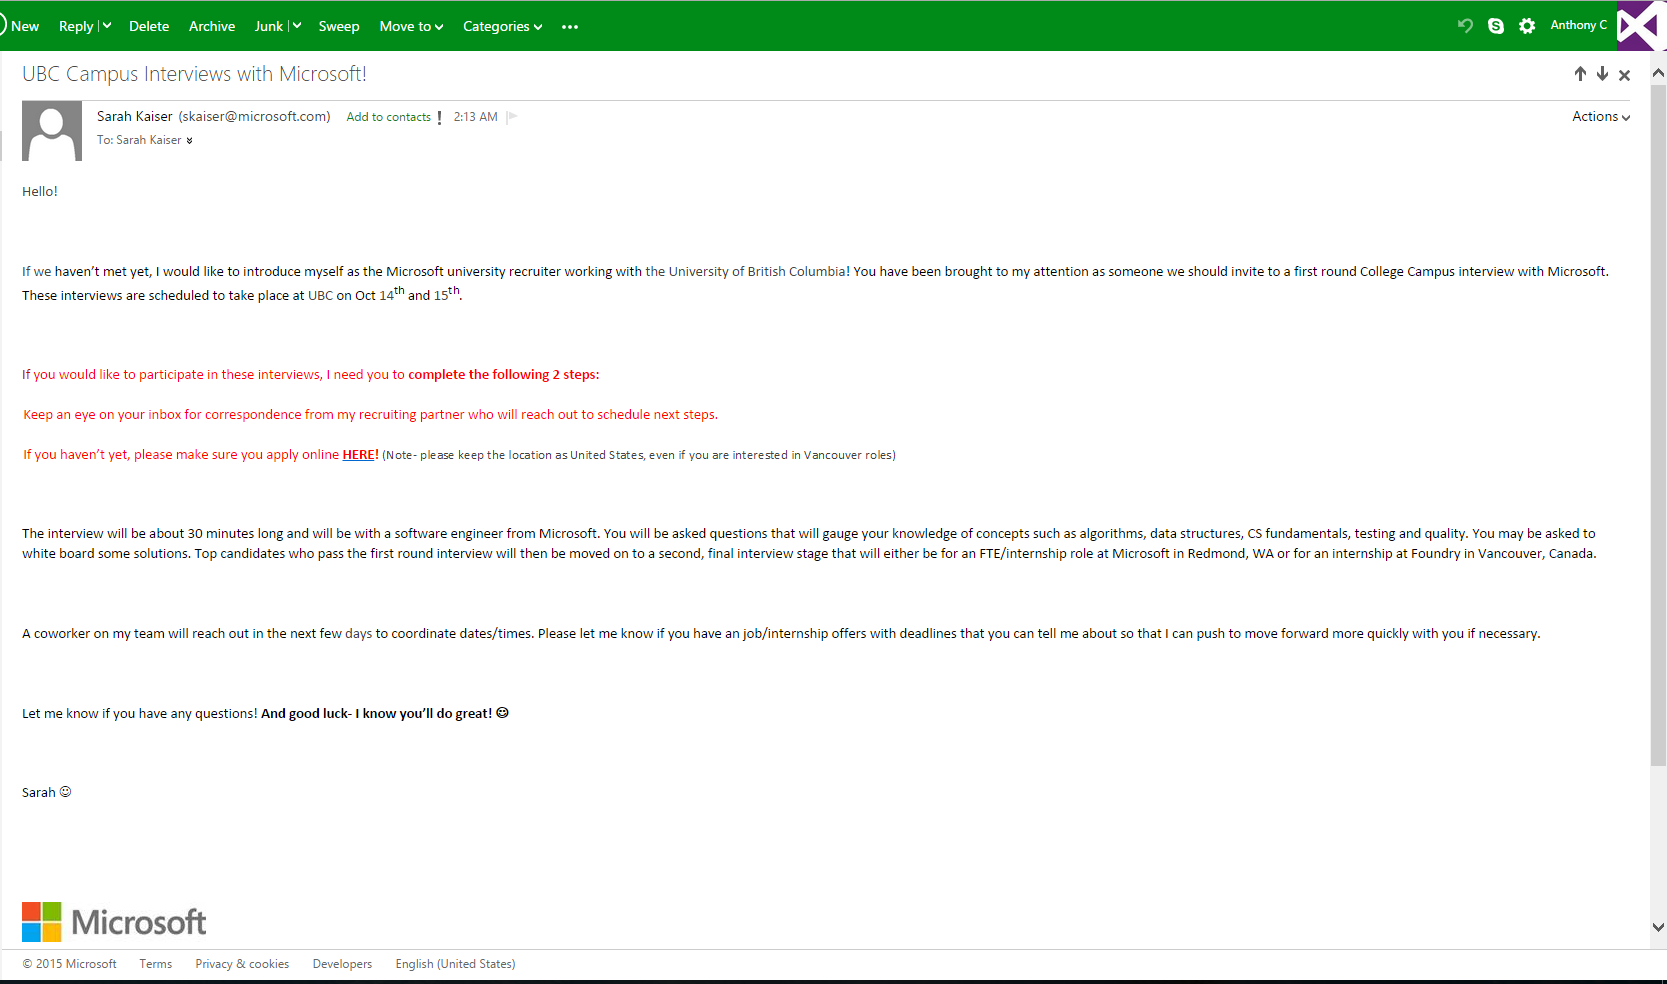 New Reply Delete Archive Junk Sweep Move to Categories ••• Anthony C
UBC Campus Interviews with Microsoft!
Sarah Kaiser (skaiser@microsoft.com) Add to contacts ! 2:13 AM Actions
To: Sarah Kaiser
Hello!
If we haven't met yet, I would like to introduce myself as the Microsoft university recruiter working with the University of British Columbia! You have been brought to my attention as someone we should invite to a first round College Campus interview with Microsoft.
These interviews are scheduled to take place at UBC on Oct 14th and 15th.
If you would like to participate in these interviews, I need you to complete the following 2 steps:
Keep an eye on your inbox for correspondence from my recruiting partner who will reach out to schedule next steps.
If you haven't yet, please make sure you apply online HERE! (Note- please keep the location as United States, even if you are interested in Vancouver roles)
The interview will be about 30 minutes long and will be with a software engineer from Microsoft. You will be asked questions that will gauge your knowledge of concepts such as algorithms, data structures, CS fundamentals, testing and quality. You may be asked to
white board some solutions. Top candidates who pass the first round interview will then be moved on to a second, final interview stage that will either be for an FTE/internship role at Microsoft in Redmond, WA or for an internship at Foundry in Vancouver, Canada.
A coworker on my team will reach out in the next few days to coordinate dates/times. Please let me know if you have an job/internship offers with deadlines that you can tell me about so that I can push to move forward more quickly with you if necessary.
Let me know if you have any questions! And good luck- I know you'll do great! 😃
Sarah ☺
Microsoft
© 2015 Microsoft Terms Privacy & cookies Developers English (United States)